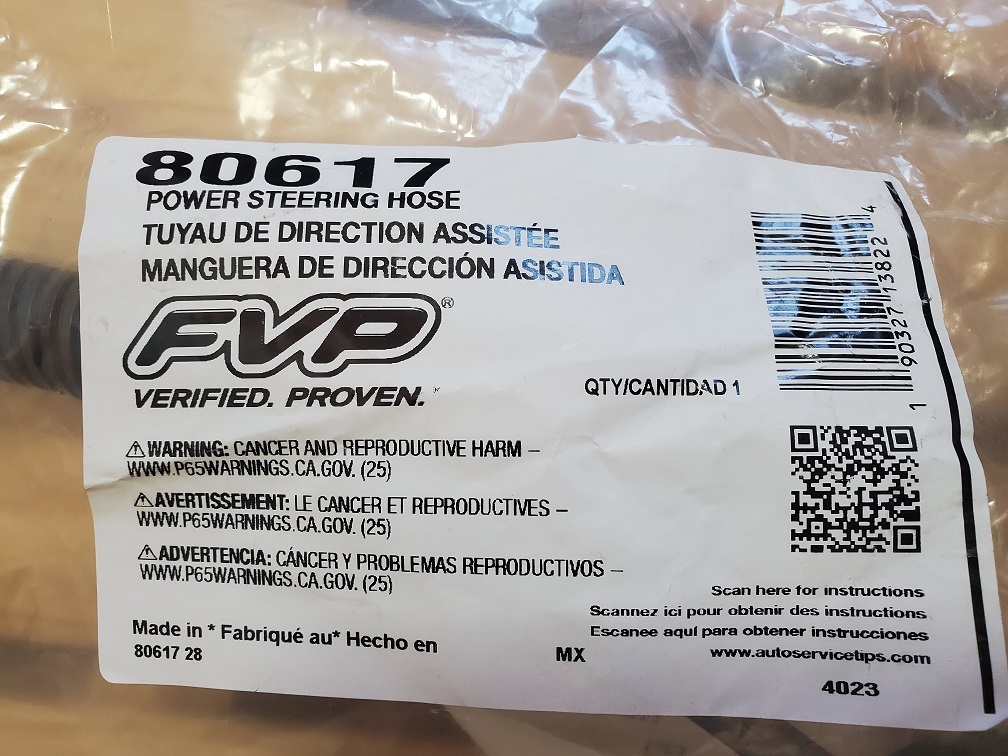 80617
POWER STEERING HOSE
TUYAU DE DIRECTION ASSISTÉE
MANGUERA DE DIRECCIÓN ASISTIDA
FVP®
VERIFIED. PROVEN.
QTY/CANTIDAD 1
1 90327 13822 4
⚠ WARNING: CANCER AND REPRODUCTIVE HARM –
WWW.P65WARNINGS.CA.GOV. (25)
⚠ AVERTISSEMENT: LE CANCER ET REPRODUCTIVES –
WWW.P65WARNINGS.CA.GOV. (25)
⚠ ADVERTENCIA: CÁNCER Y PROBLEMAS REPRODUCTIVOS –
WWW.P65WARNINGS.CA.GOV. (25)
Scan here for instructions
Scannez ici pour obtenir des instructions
Escanee aquí para obtener instrucciones
www.autoservicetips.com
Made in * Fabriqué au* Hecho en
80617 28
MX
4023